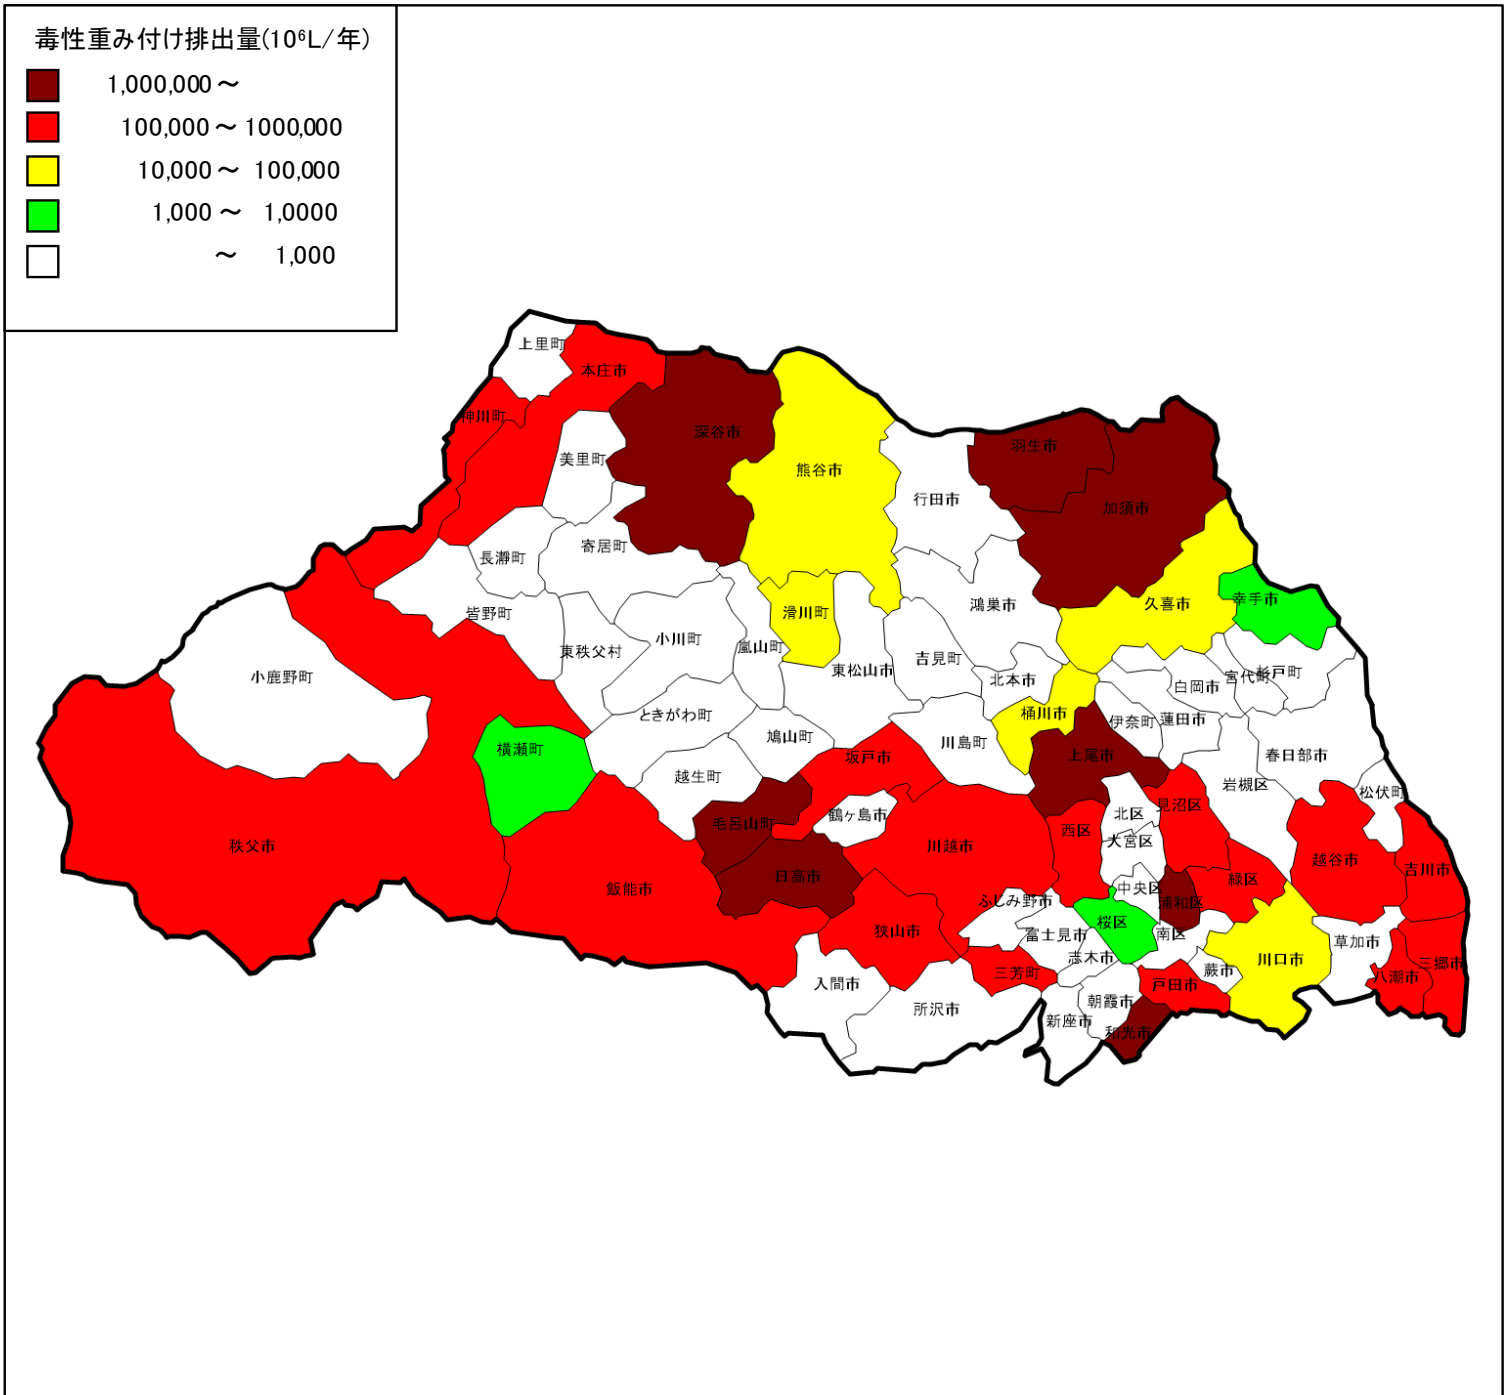 毒性重み付け排出量(10⁶L/年)
1,000,000～
100,000～1000,000
10,000～ 100,000
1,000～ 1,0000
～ 1,000
上里町
本庄市
神川町
深谷市
羽生市
美里町
熊谷市
行田市
加須市
寄居町
長瀞町
幸手市
久喜市
鴻巣市
皆野町
滑川町
小川町
嵐山町
東秩父村
吉見町
東松山市
小鹿野町
杉戸町
宮代町
北本市
白岡市
桶川市
ときがわ町
蓮田市
伊奈町
鳩山町
川島町
横瀬町
坂戸市
上尾市
春日部市
越生町
岩槻区
松伏町
見沼区
鶴ヶ島市
北区
毛呂山町
西区
大宮区
秩父市
川越市
越谷市
吉川市
日高市
緑区
飯能市
中央区
ふじみ野市
浦和区
桜区
狭山市
富士見市
南区
草加市
志木市
川口市
三郷市
三芳町
蕨市
八潮市
入間市
戸田市
朝霞市
所沢市
新座市
和光市